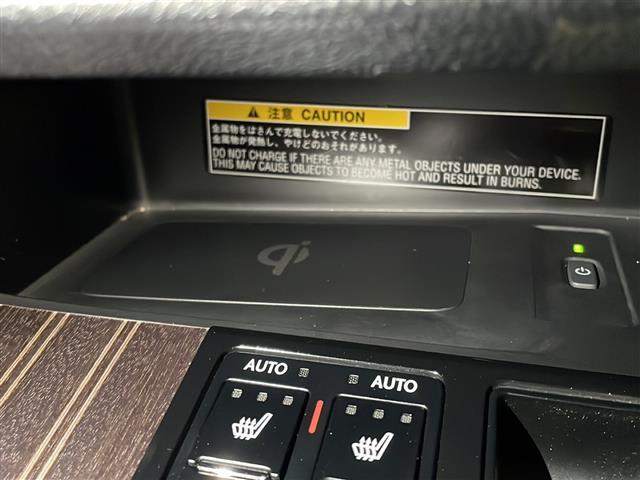 注意 CAUTION
金属物をはさんで充電しないでください。
金属物が発熱し、やけどのおそれがあります。
DO NOT CHARGE IF THERE ARE ANY METAL OBJECTS UNDER YOUR DEVICE.
THIS MAY CAUSE OBJECTS TO BECOME HOT AND RESULT IN BURNS.
qi
AUTO AUTO